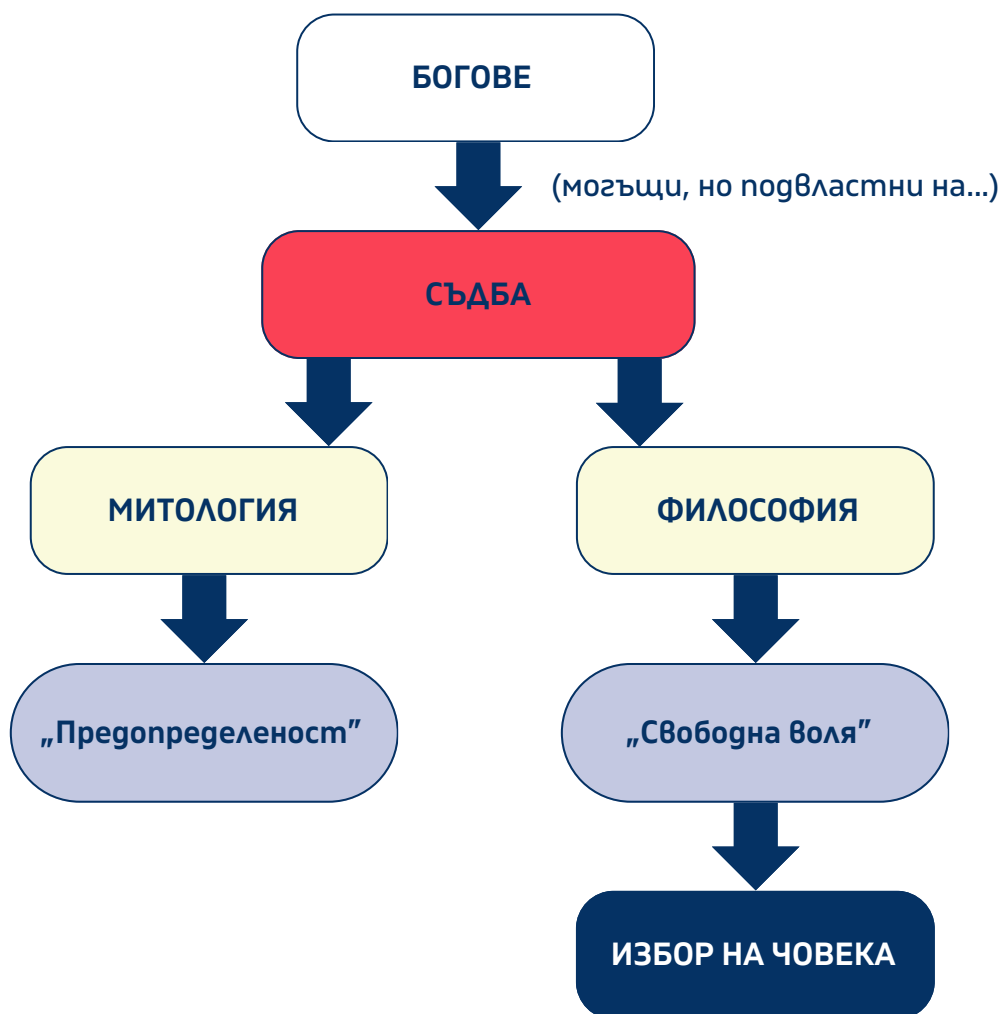 БОГОВЕ
(могъщи, но подвластни на...)
СЪДБА
МИТОЛОГИЯ
ФИЛОСОФИЯ
„Предопределеност”
„Свободна воля”
ИЗБОР НА ЧОВЕКА